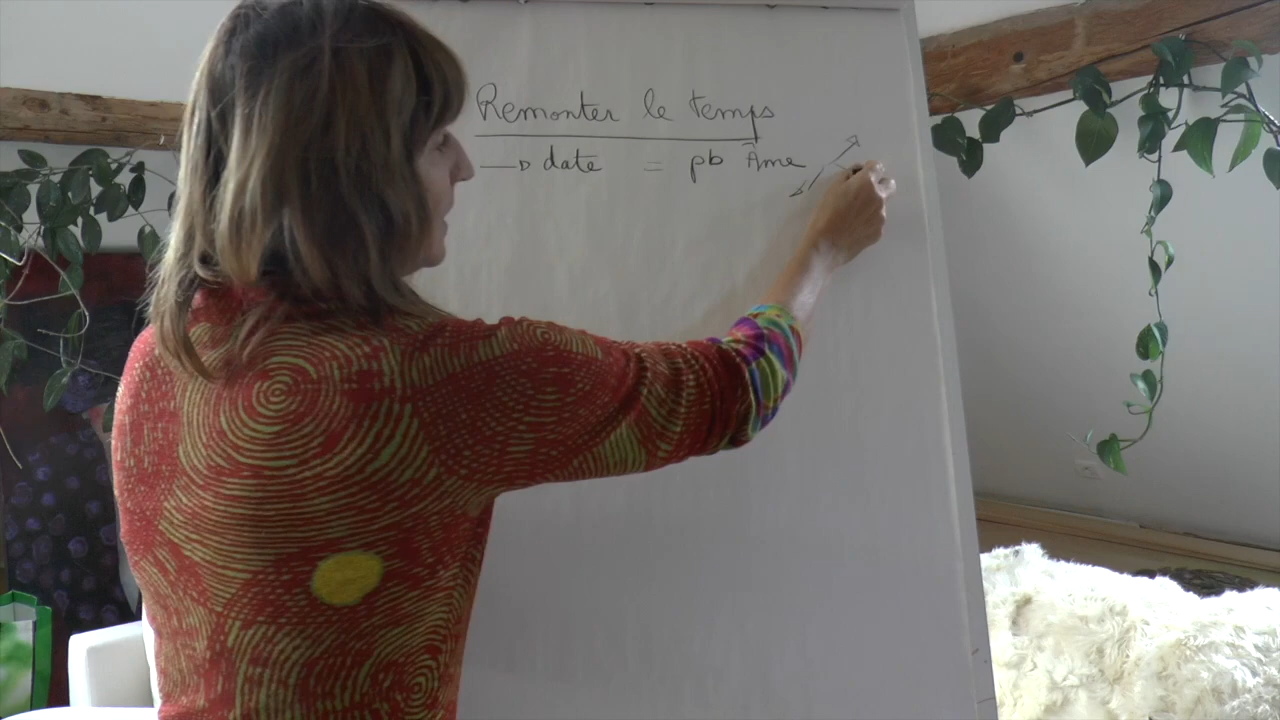 Remonter le temps
→ date = pb Âme